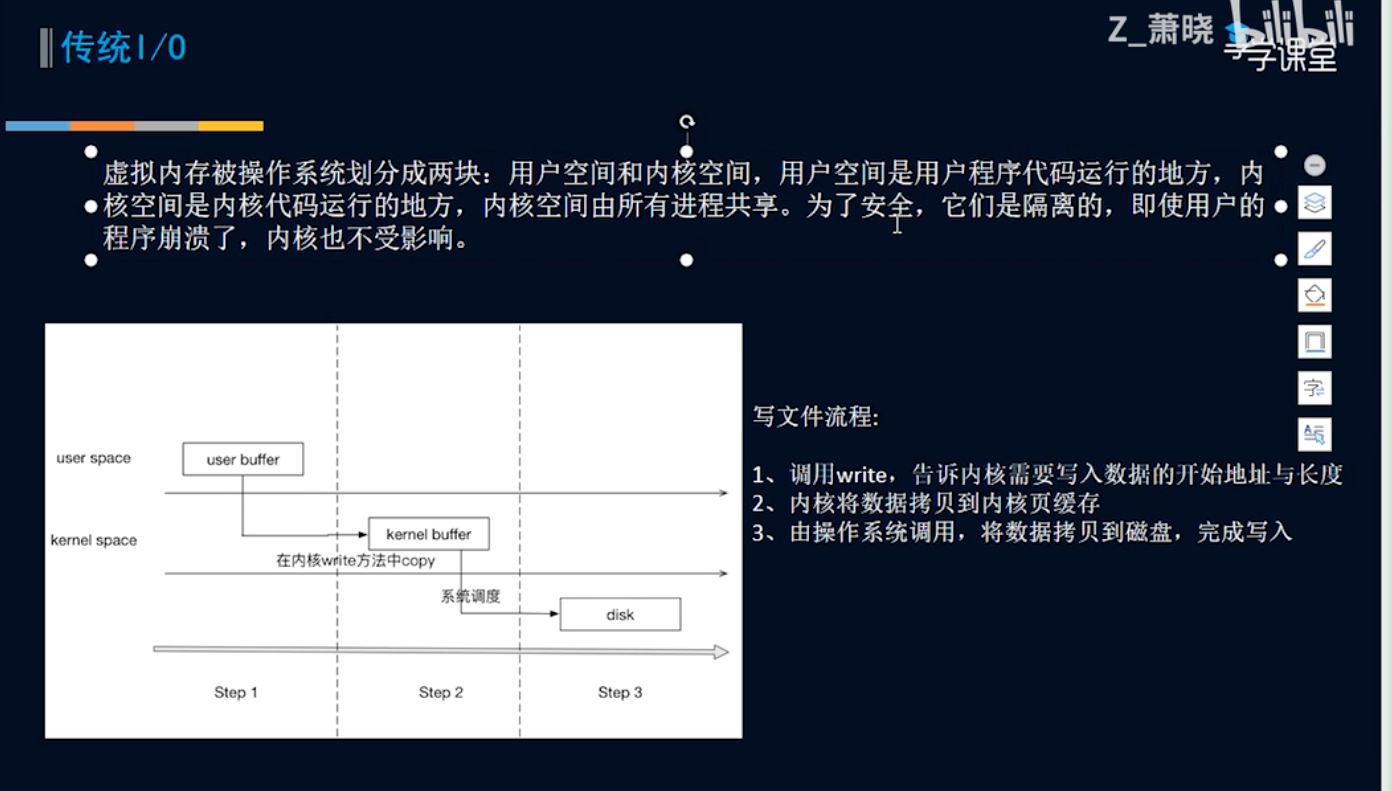 传统I/O
Z_萧晓
bilibili
享学课堂
虚拟内存被操作系统划分成两块：用户空间和内核空间，用户空间是用户程序代码运行的地方，内
核空间是内核代码运行的地方，内核空间由所有进程共享。为了安全，它们是隔离的，即使用户的
程序崩溃了，内核也不受影响。
字
A
user space
user buffer
kernel space
kernel buffer
在内核write方法中copy
系统调度
disk
Step 1
Step 2
Step 3
写文件流程:
1、调用write，告诉内核需要写入数据的开始地址与长度
2、内核将数据拷贝到内核页缓存
3、由操作系统调用，将数据拷贝到磁盘，完成写入